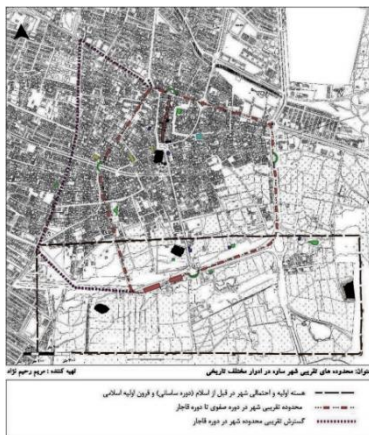 عنوان: محدوده های تقریبی شهر ساوه در ادوار مختلف تاریخی
تهیه کننده : مریم رحیم نژاد
هسته اولیه و احتمالی شهر در قبل از اسلام (دوره ساسانی) و قرون اولیه اسلامی
محدوده تقریبی شهر در دوره صفوی تا دوره قاجار
گسترش تقریبی محدوده شهر در دوره قاجار